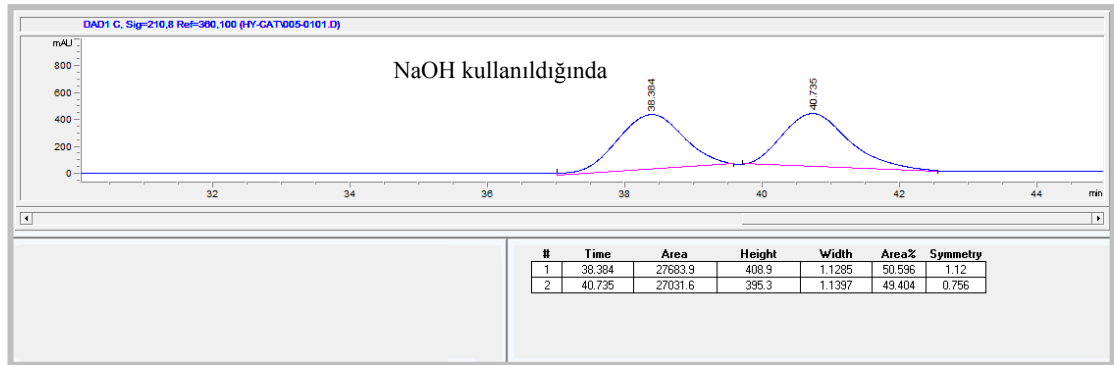 DAD1 C, Sig=210,8 Ref=360,100 (HY-CAT\005-0101.D)
mAU
NaOH kullanıldığında
800
600
400
200
0
38.384
40.735
32 34 36 38 40 42 44 min
# Time Area Height Width Area% Symmetry
1 38.384 27683.9 408.9 1.1285 50.596 1.12
2 40.735 27031.6 395.3 1.1397 49.404 0.756